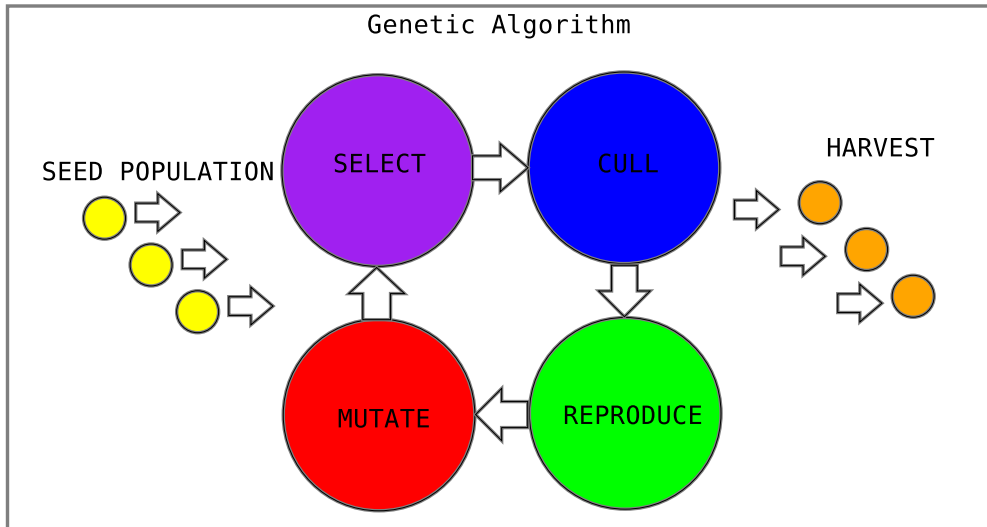 Genetic Algorithm
SEED POPULATION
SELECT
CULL
HARVEST
MUTATE
REPRODUCE